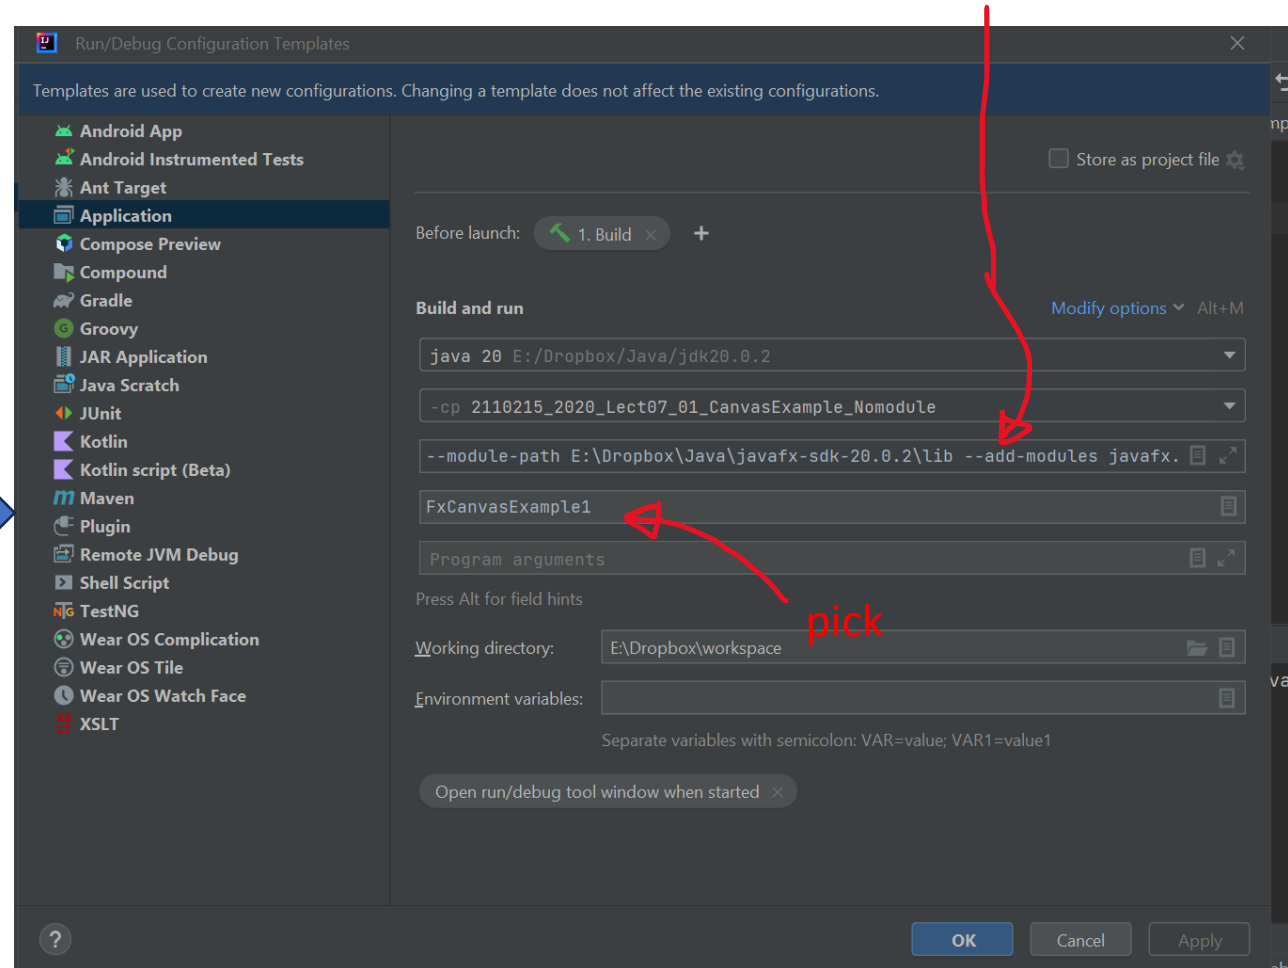 Run/Debug Configuration Templates
Templates are used to create new configurations. Changing a template does not affect the existing configurations.
Android App
Android Instrumented Tests
Ant Target
Application
Compose Preview
Compound
Gradle
Groovy
JAR Application
Java Scratch
JUnit
Kotlin
Kotlin script (Beta)
Maven
Plugin
Remote JVM Debug
Shell Script
TestNG
Wear OS Complication
Wear OS Tile
Wear OS Watch Face
XSLT
Store as project file
Before launch: 1. Build
Build and run Modify options Alt+M
java 20 E:/Dropbox/Java/jdk20.0.2
-cp 2110215_2020_Lect07_01_CanvasExample_Nomodule
--module-path E:\Dropbox\Java\javafx-sdk-20.0.2\lib --add-modules javafx.
FxCanvasExample1
Program arguments
Press Alt for field hints
pick
Working directory: E:\Dropbox\workspace
Environment variables:
Separate variables with semicolon: VAR=value; VAR1=value1
Open run/debug tool window when started
? OK Cancel Apply